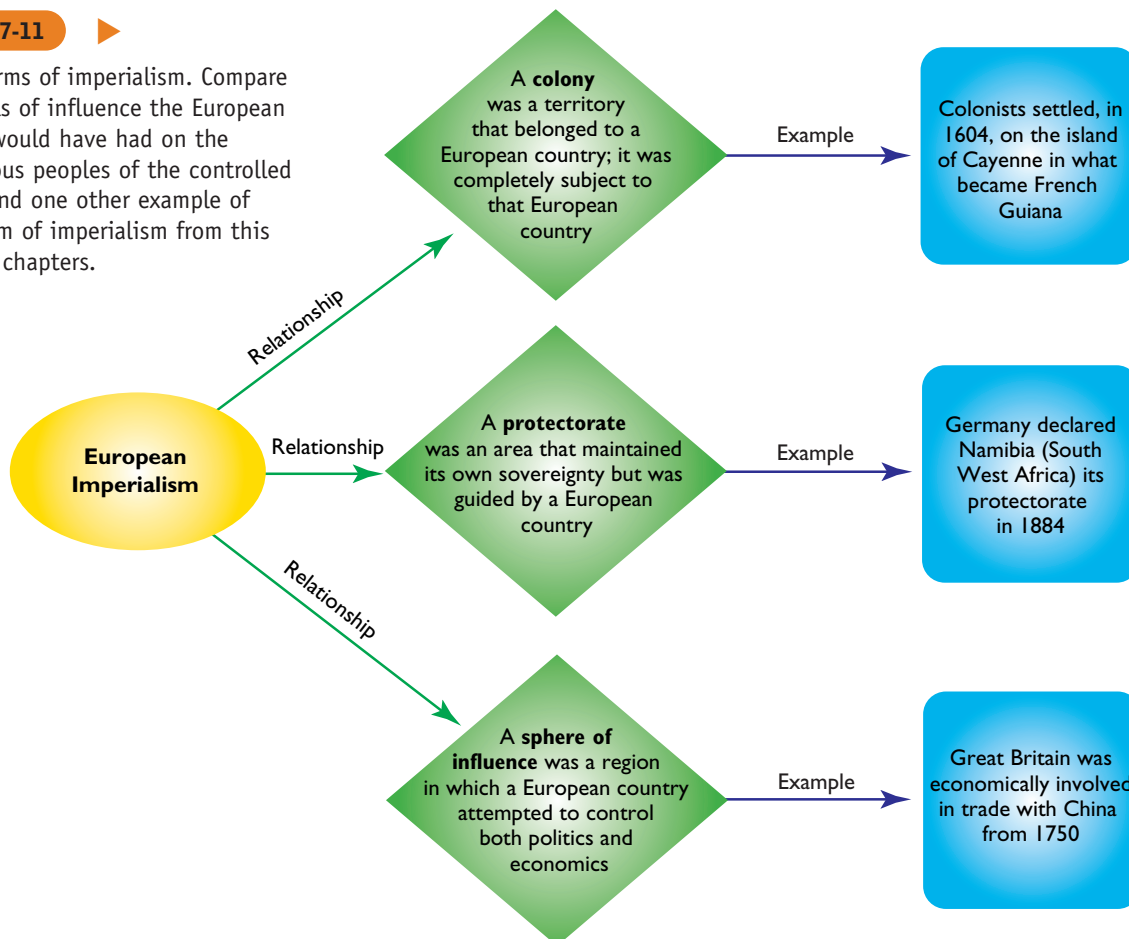 7-11
rms of imperialism. Compare
s of influence the European
would have had on the
ous peoples of the controlled
nd one other example of
m of imperialism from this
chapters.
A colony
was a territory
that belonged to a
European country; it was
completely subject to
that European
country
Example
Colonists settled, in
1604, on the island
of Cayenne in what
became French
Guiana
Relationship
European
Imperialism
Relationship
A protectorate
was an area that maintained
its own sovereignty but was
guided by a European
country
Example
Germany declared
Namibia (South
West Africa) its
protectorate
in 1884
Relationship
A sphere of
influence was a region
in which a European country
attempted to control
both politics and
economics
Example
Great Britain was
economically involved
in trade with China
from 1750